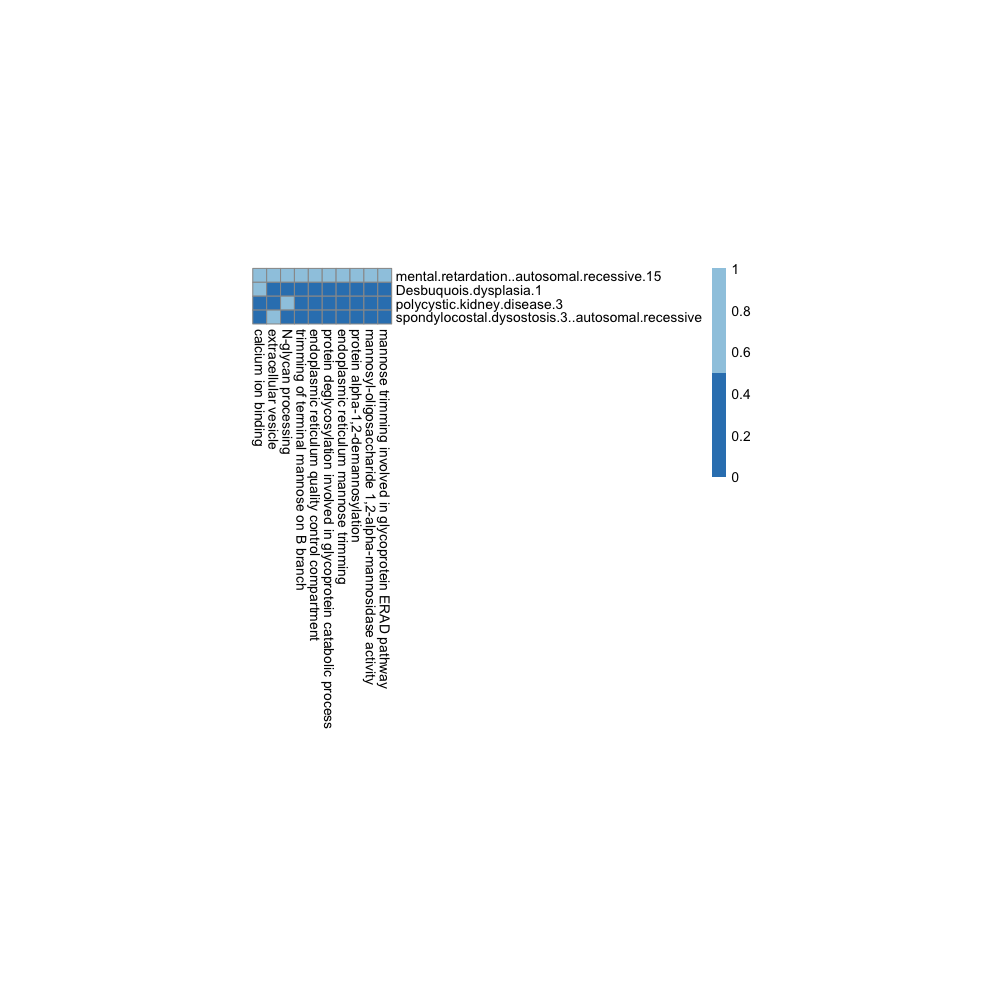 mental.retardation..autosomal.recessive.15
Desbuquois.dysplasia.1
polycystic.kidney.disease.3
spondylocostal.dysostosis.3..autosomal.recessive
calcium ion binding
extracellular vesicle
N-glycan processing
trimming of terminal mannose on B branch
endoplasmic reticulum quality control compartment
protein deglycosylation involved in glycoprotein catabolic process
endoplasmic reticulum mannose trimming
protein alpha-1,2-demannosylation
mannosyl-oligosaccharide 1,2-alpha-mannosidase activity
mannose trimming involved in glycoprotein ERAD pathway
1
0.8
0.6
0.4
0.2
0